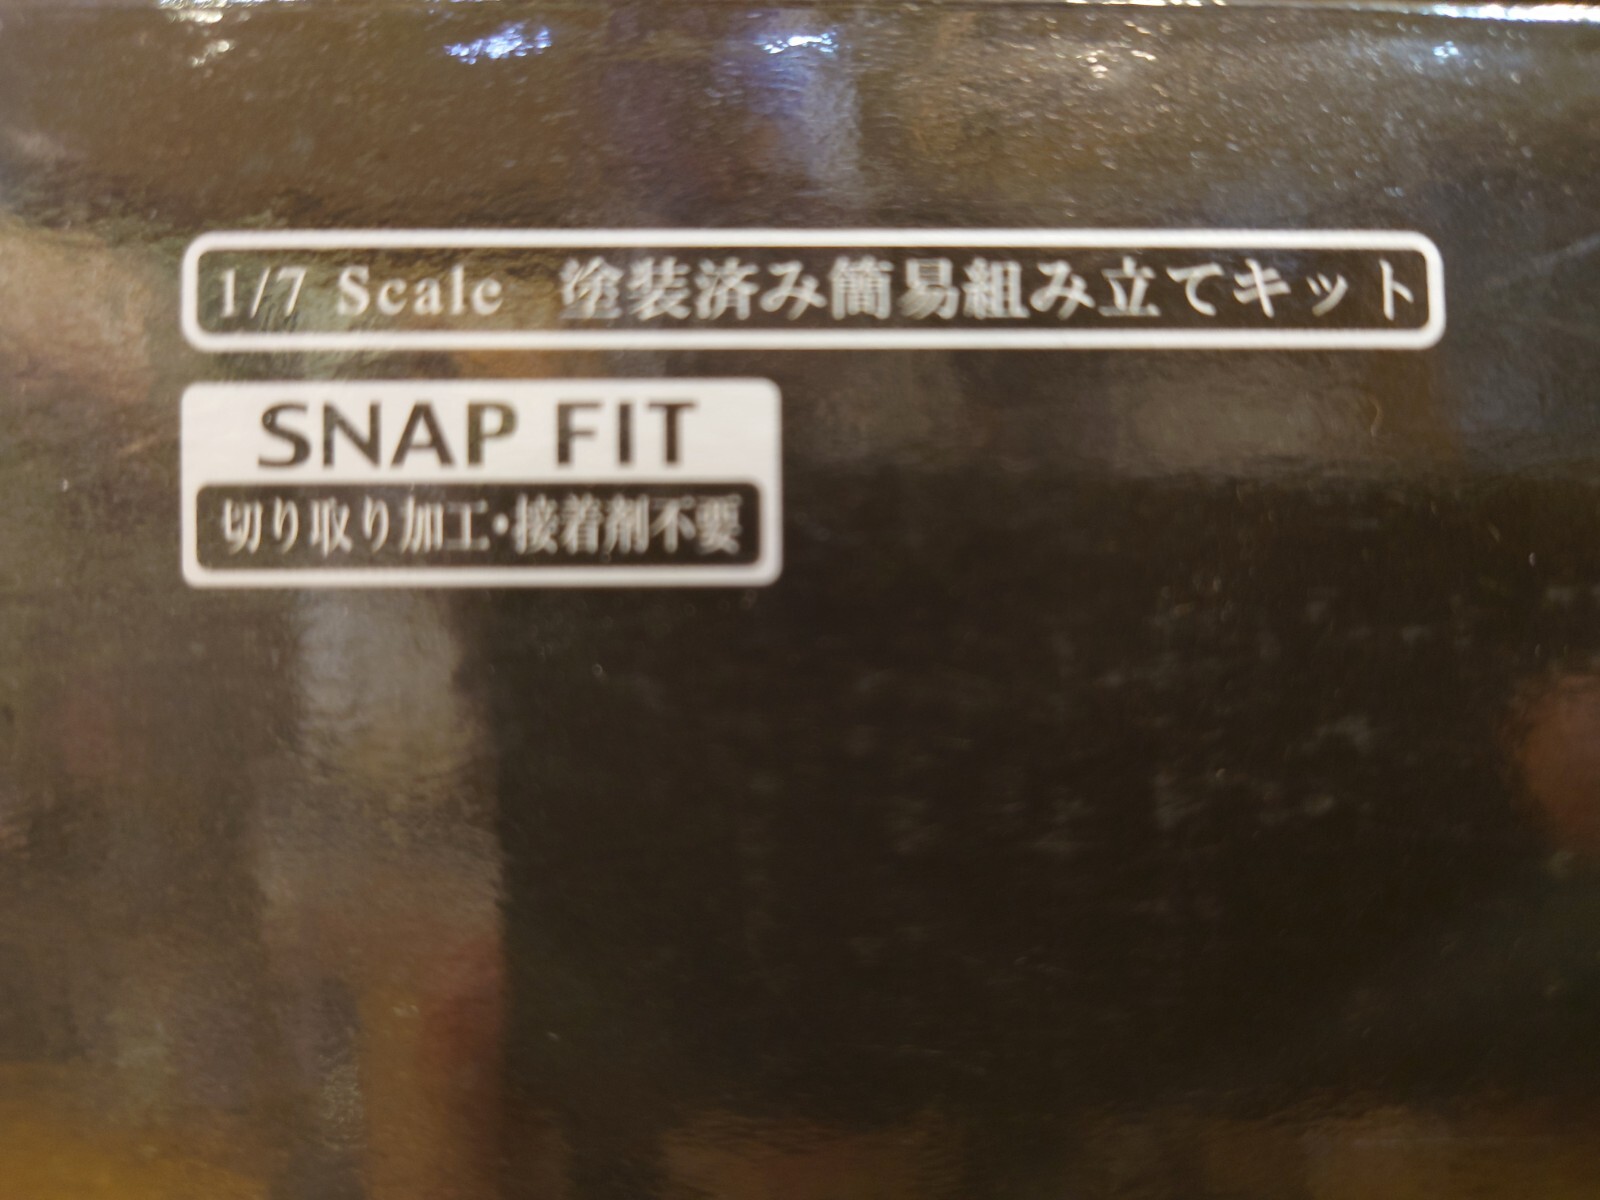 1/7 Scale 塗装済み簡易組み立てキット
SNAP FIT
切り取り加工・接着剤不要